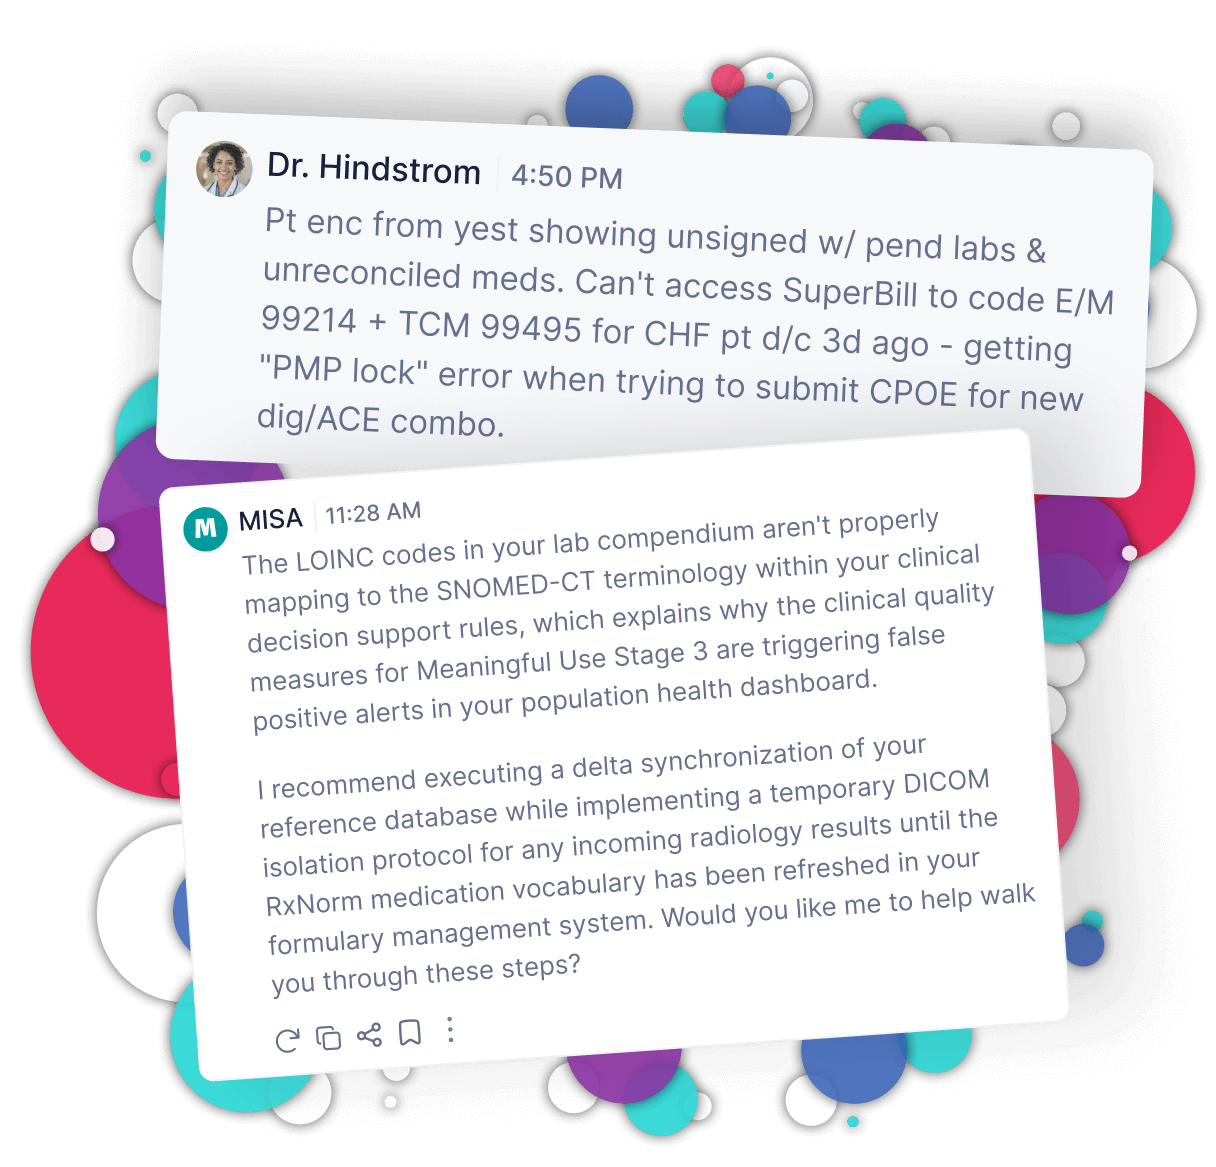 Dr. Hindstrom 4:50 PM
Pt enc from yest showing unsigned w/ pend labs &
unreconciled meds. Can't access SuperBill to code E/M
99214 + TCM 99495 for CHF pt d/c 3d ago - getting
"PMP lock" error when trying to submit CPOE for new
dig/ACE combo.
M MISA 11:28 AM
The LOINC codes in your lab compendium aren't properly
mapping to the SNOMED-CT terminology within your clinical
decision support rules, which explains why the clinical quality
measures for Meaningful Use Stage 3 are triggering false
positive alerts in your population health dashboard.
I recommend executing a delta synchronization of your
reference database while implementing a temporary DICOM
isolation protocol for any incoming radiology results until the
RxNorm medication vocabulary has been refreshed in your
formulary management system. Would you like me to help walk
you through these steps?